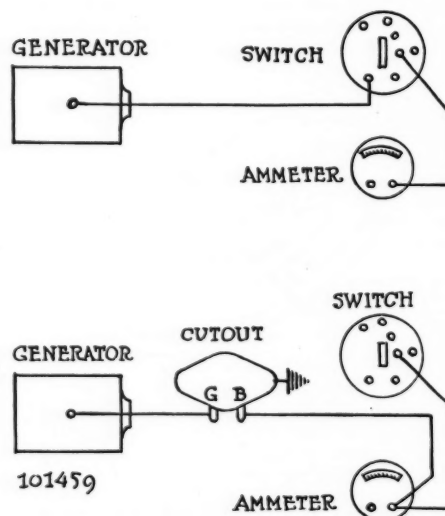 GENERATOR
SWITCH
AMMETER
SWITCH
CUTOUT
GENERATOR
G B
101459
AMMETER